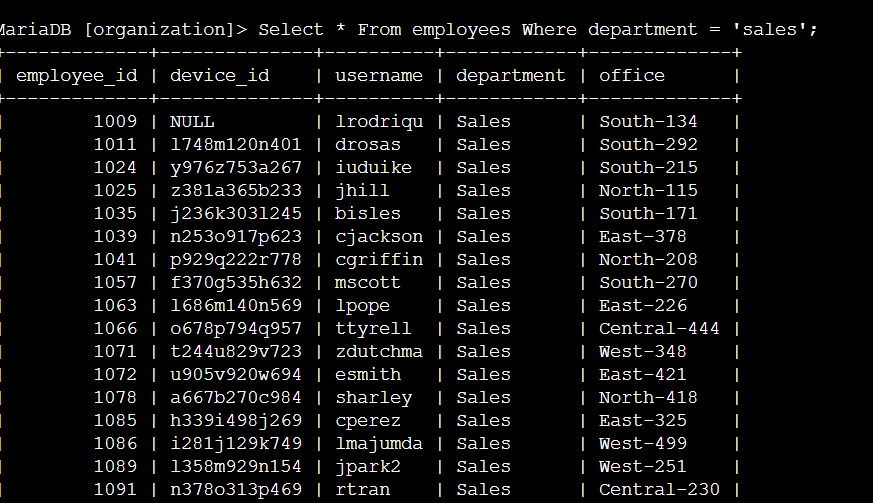 MariaDB [organization]> Select * From employees Where department = 'sales';
+-------------+--------------+----------+------------+-------------+
| employee_id | device_id    | username | department | office      |
+-------------+--------------+----------+------------+-------------+
|        1009 | NULL         | lrodriqu | Sales      | South-134   |
|        1011 | l748m120n401 | drosas   | Sales      | South-292   |
|        1024 | y976z753a267 | iuduike  | Sales      | South-215   |
|        1025 | z381a365b233 | jhill    | Sales      | North-115   |
|        1035 | j236k303l245 | bisles   | Sales      | South-171   |
|        1039 | n253o917p623 | cjackson | Sales      | East-378    |
|        1041 | p929q222r778 | cgriffin | Sales      | North-208   |
|        1057 | f370g535h632 | mscott   | Sales      | South-270   |
|        1063 | l686m140n569 | lpope    | Sales      | East-226    |
|        1066 | o678p794q957 | ttyrell  | Sales      | Central-444 |
|        1071 | t244u829v723 | zdutchma | Sales      | West-348    |
|        1072 | u905v920w694 | esmith   | Sales      | East-421    |
|        1078 | a667b270c984 | sharley  | Sales      | North-418   |
|        1085 | h339i498j269 | cperez   | Sales      | East-325    |
|        1086 | i281j129k749 | lmajumda | Sales      | West-499    |
|        1089 | l358m929n154 | jpark2   | Sales      | West-251    |
|        1091 | n378o313p469 | rtran    | Sales      | Central-230 |